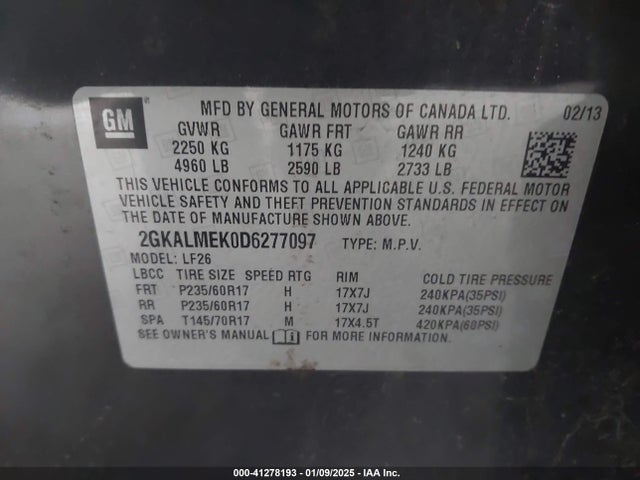 GM MFD BY GENERAL MOTORS OF CANADA LTD. 02/13
GVWR GAWR FRT GAWR RR
2250 KG 1175 KG 1240 KG
4960 LB 2590 LB 2733 LB
THIS VEHICLE CONFORMS TO ALL APPLICABLE U.S. FEDERAL MOTOR
VEHICLE SAFETY AND THEFT PREVENTION STANDARDS IN EFFECT ON
THE DATE OF MANUFACTURE SHOWN ABOVE.
2GKALMEK0D6277097 TYPE: M.P.V.
MODEL: LF26
LBCC TIRE SIZE SPEED RTG RIM COLD TIRE PRESSURE
FRT P235/60R17 H 17X7J 240KPA(35PSI)
RR P235/60R17 H 17X7J 240KPA(35PSI)
SPA T145/70R17 M 17X4.5T 420KPA(60PSI)
SEE OWNER'S MANUAL FOR MORE INFORMATION.
000-41278193 - 01/09/2025 - IAA Inc.